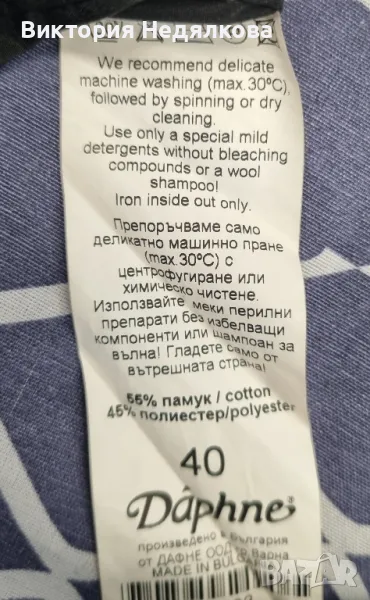 Виктория Недялкова
We recommend delicate
machine washing (max.30ºC),
followed by spinning or dry
cleaning.
Use only a special mild
detergents without bleaching
compounds or a wool
shampoo!
Iron inside out only.
Препоръчваме само
деликатно машинно пране
(max.30ºC) с
центрофугиране или
химическо чистене.
Използвайте меки перилни
препарати без избелващи
компоненти или шампоан за
вълна! Гладете само от
вътрешната страна!
55% памук / cotton
45% полиестер/polyester
40
Daphne
произведено в България
от ДАФНЕ ООД гр. Варна
MADE IN BULGARIA
BAZAR